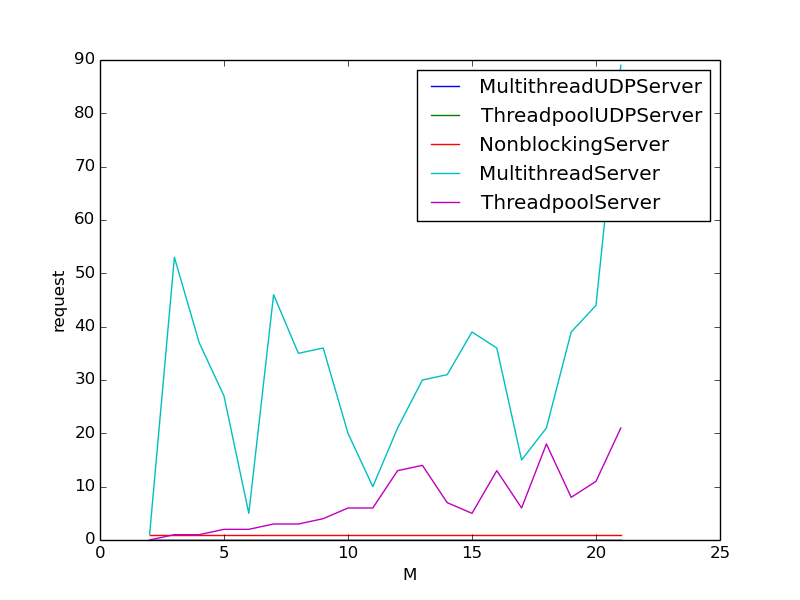 90
80
70
60
50
40
30
20
10
0
request
MultithreadUDPServer
ThreadpoolUDPServer
NonblockingServer
MultithreadServer
ThreadpoolServer
0 5 10 15 20 25
M